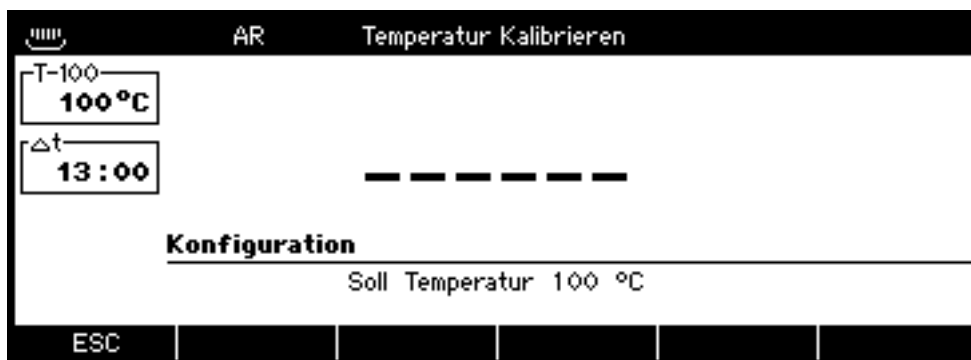 AR Temperatur Kalibrieren
T-100
100°C
△t
13:00
------
Konfiguration
Soll Temperatur 100 °C
ESC